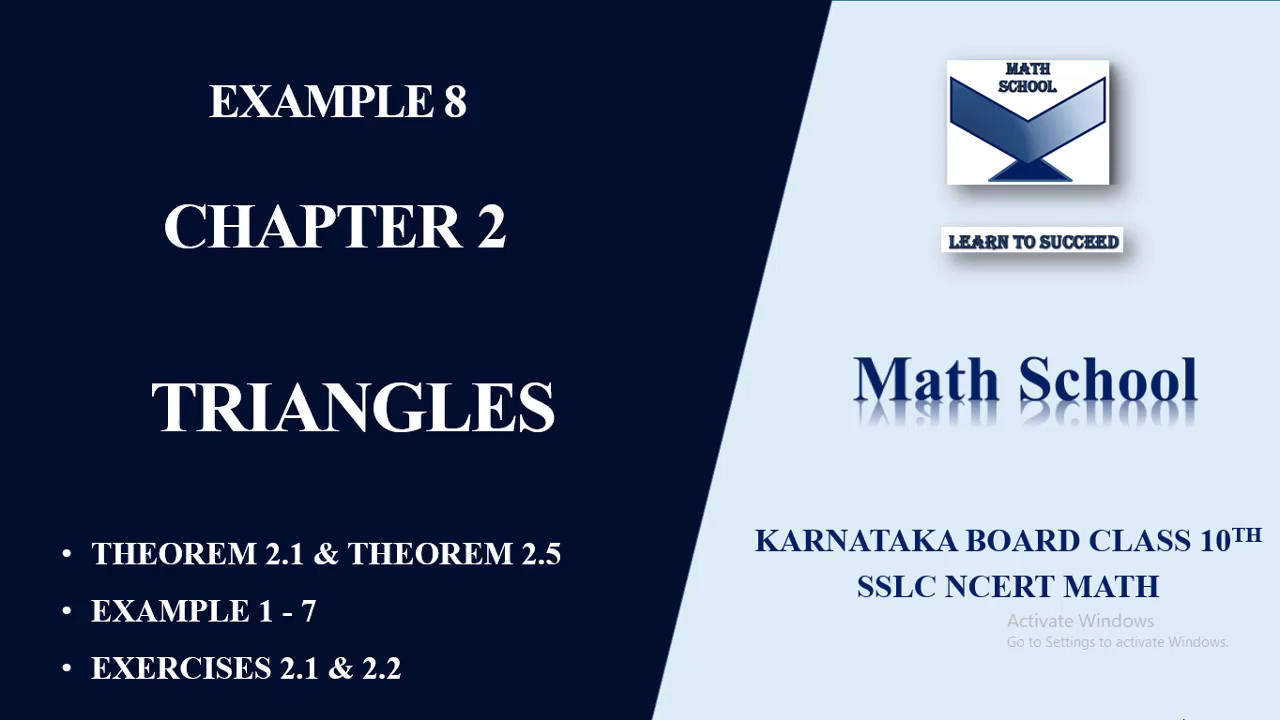 EXAMPLE 8
CHAPTER 2
TRIANGLES
• THEOREM 2.1 & THEOREM 2.5
• EXAMPLE 1 - 7
• EXERCISES 2.1 & 2.2
MATH
SCHOOL
LEARN TO SUCCEED
Math School
KARNATAKA BOARD CLASS 10TH
SSLC NCERT MATH
Activate Windows
Go to Settings to activate Windows.